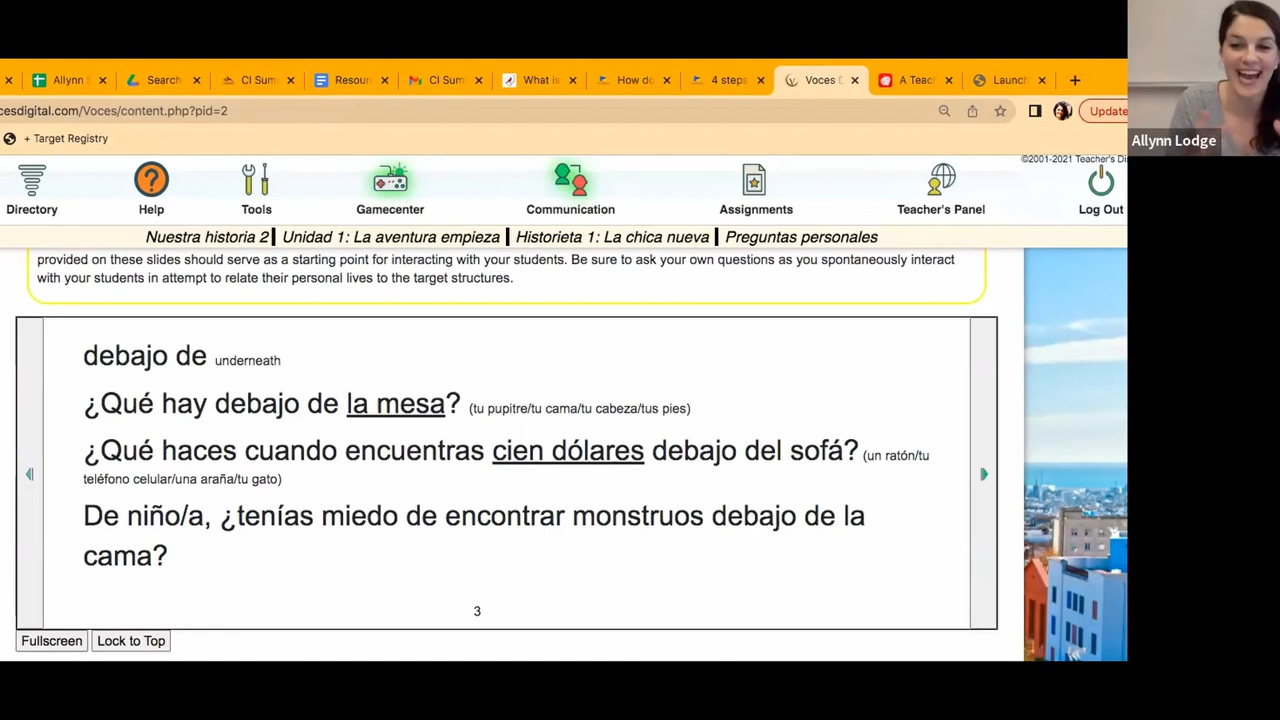 Allynn
Search
CI Sum
Resour
CI Sum
What is
How do
4 steps
Voces D
A Teac
Launch
cesdigital.com/Voces/content.php?pid=2
Update
+ Target Registry
Allynn Lodge
©2001-2021 Teacher's Di
Directory
Help
Tools
Gamecenter
Communication
Assignments
Teacher's Panel
Log Out
Nuestra historia 2 | Unidad 1: La aventura empieza | Historieta 1: La chica nueva | Preguntas personales
provided on these slides should serve as a starting point for interacting with your students. Be sure to ask your own questions as you spontaneously interact
with your students in attempt to relate their personal lives to the target structures.
debajo de underneath
¿Qué hay debajo de la mesa? (tu pupitre/tu cama/tu cabeza/tus pies)
¿Qué haces cuando encuentras cien dólares debajo del sofá? (un ratón/tu
teléfono celular/una araña/tu gato)
De niño/a, ¿tenías miedo de encontrar monstruos debajo de la
cama?
3
Fullscreen
Lock to Top